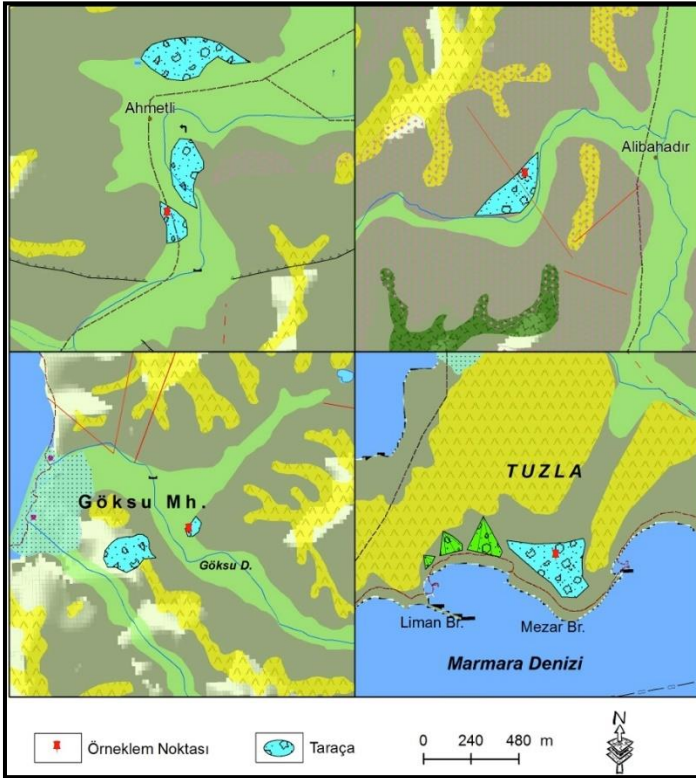 Ahmetli
Alibahadır
Göksu Mh.
Göksu D.
TUZLA
Liman Br.
Mezar Br.
Marmara Denizi
Örneklem Noktası
Taraça
0 240 480 m
N